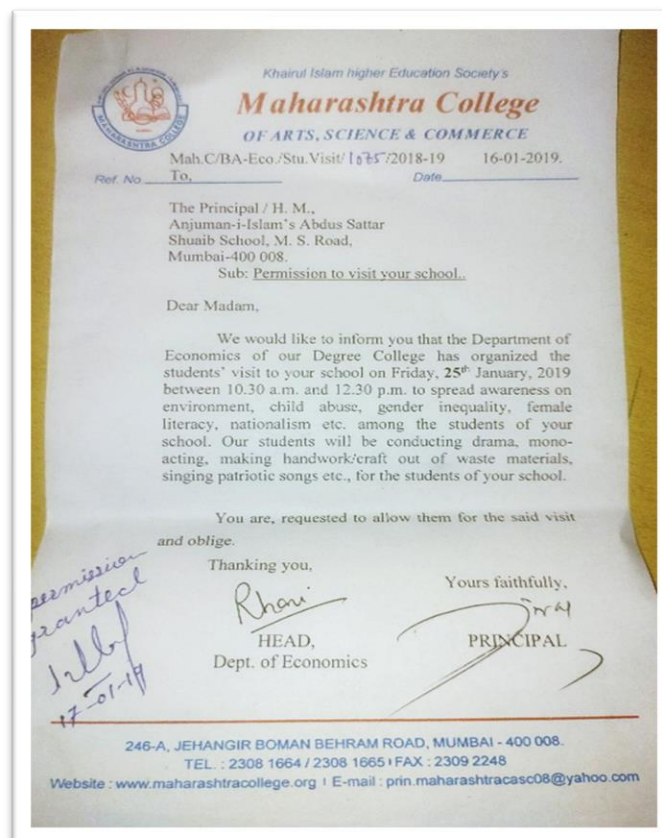 Khairul Islam higher Education Society's
Maharashtra College
OF ARTS, SCIENCE & COMMERCE
MAHARASHTRA COLLEGE
Mah.C/BA-Eco./Stu.Visit/1075/2018-19 16-01-2019.
Ref. No. To, Date
The Principal / H. M.,
Anjuman-i-Islam's Abdus Sattar
Shuaib School, M. S. Road,
Mumbai-400 008.
Sub: Permission to visit your school..
Dear Madam,
We would like to inform you that the Department of
Economics of our Degree College has organized the
students' visit to your school on Friday, 25th January, 2019
between 10.30 a.m. and 12.30 p.m. to spread awareness on
environment, child abuse, gender inequality, female
literacy, nationalism etc. among the students of your
school. Our students will be conducting drama, mono-
acting, making handwork/craft out of waste materials,
singing patriotic songs etc., for the students of your school.
You are, requested to allow them for the said visit
and oblige.
Thanking you,
Yours faithfully,
HEAD,
Dept. of Economics
PRINCIPAL
permission
granted
17-01-19
246-A, JEHANGIR BOMAN BEHRAM ROAD, MUMBAI - 400 008.
TEL. : 2308 1664 / 2308 1665 FAX : 2309 2248
Website : www.maharashtracollege.org I E-mail : prin.maharashtracasc08@yahoo.com